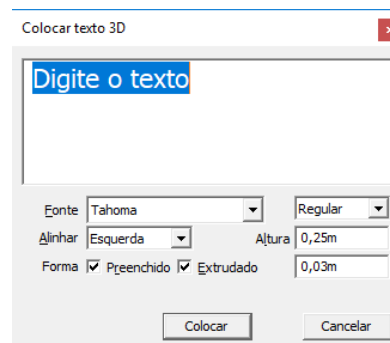 Colocar texto 3D
Digite o texto
Fonte Tahoma Regular
Alinhar Esquerda Altura 0,25m
Forma Preenchido Extrudado 0,03m
Colocar Cancelar